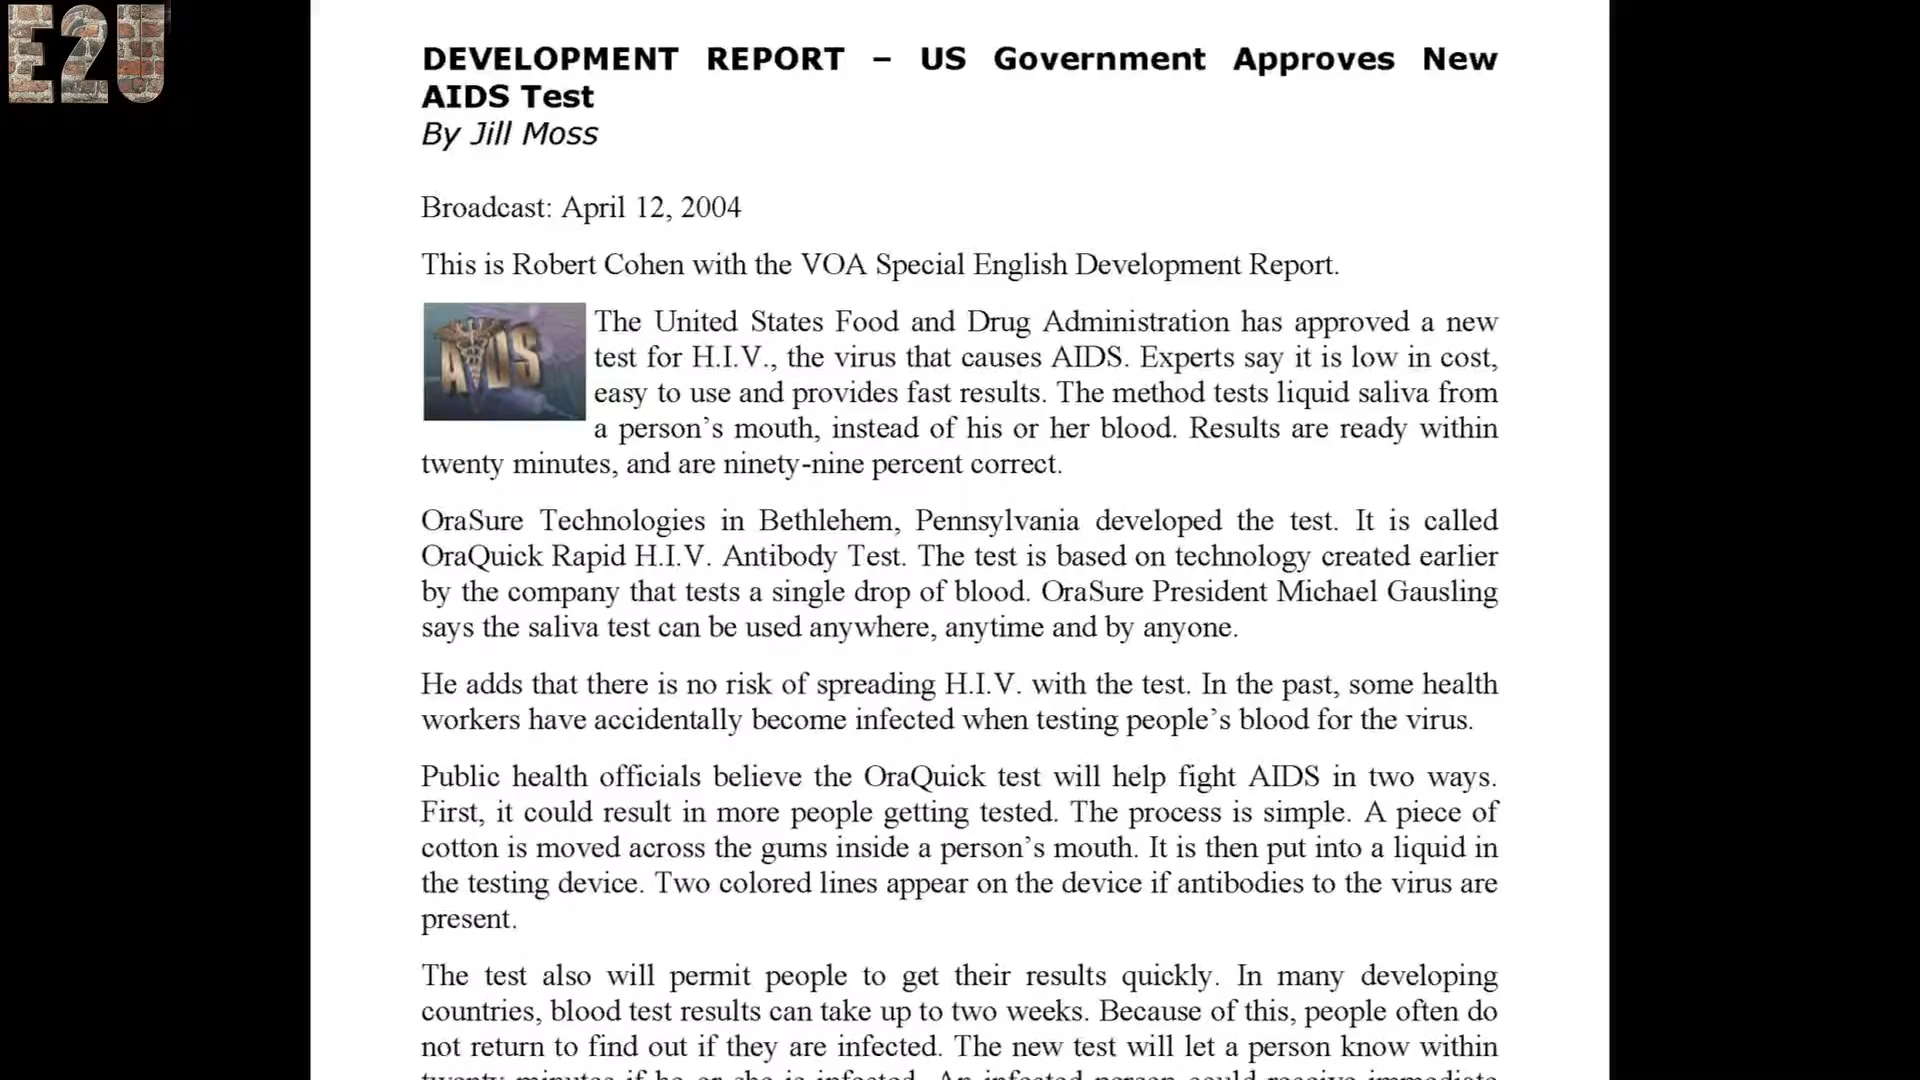 E2U
DEVELOPMENT REPORT – US Government Approves New
AIDS Test
By Jill Moss
Broadcast: April 12, 2004
This is Robert Cohen with the VOA Special English Development Report.
AIDS
The United States Food and Drug Administration has approved a new
test for H.I.V., the virus that causes AIDS. Experts say it is low in cost,
easy to use and provides fast results. The method tests liquid saliva from
a person’s mouth, instead of his or her blood. Results are ready within
twenty minutes, and are ninety-nine percent correct.
OraSure Technologies in Bethlehem, Pennsylvania developed the test. It is called
OraQuick Rapid H.I.V. Antibody Test. The test is based on technology created earlier
by the company that tests a single drop of blood. OraSure President Michael Gausling
says the saliva test can be used anywhere, anytime and by anyone.
He adds that there is no risk of spreading H.I.V. with the test. In the past, some health
workers have accidentally become infected when testing people’s blood for the virus.
Public health officials believe the OraQuick test will help fight AIDS in two ways.
First, it could result in more people getting tested. The process is simple. A piece of
cotton is moved across the gums inside a person’s mouth. It is then put into a liquid in
the testing device. Two colored lines appear on the device if antibodies to the virus are
present.
The test also will permit people to get their results quickly. In many developing
countries, blood test results can take up to two weeks. Because of this, people often do
not return to find out if they are infected. The new test will let a person know within
twenty minutes if he or she is infected. An infected person could receive immediate